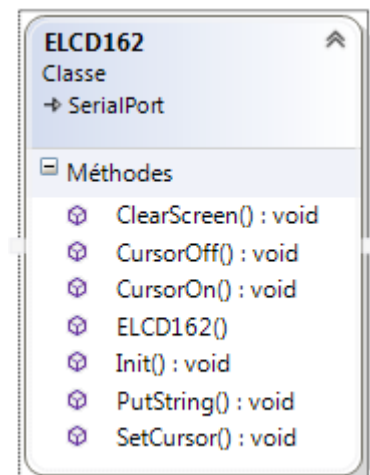 ELCD162
Classe
SerialPort
Méthodes
ClearScreen() : void
CursorOff() : void
CursorOn() : void
ELCD162()
Init() : void
PutString() : void
SetCursor() : void